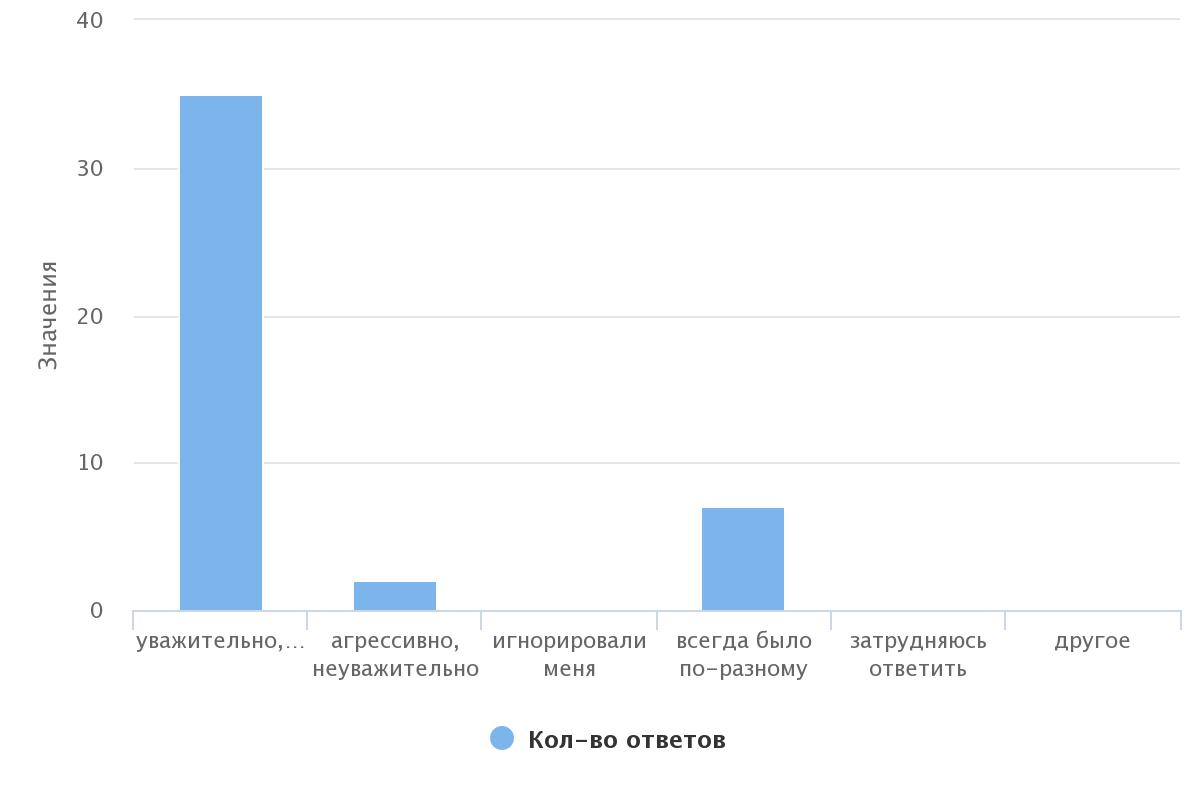 40
30
20
10
0
Значения
уважительно,...
агрессивно,
неуважительно
игнорировали
меня
всегда было
по-разному
затрудняюсь
ответить
другое
Кол-во ответов